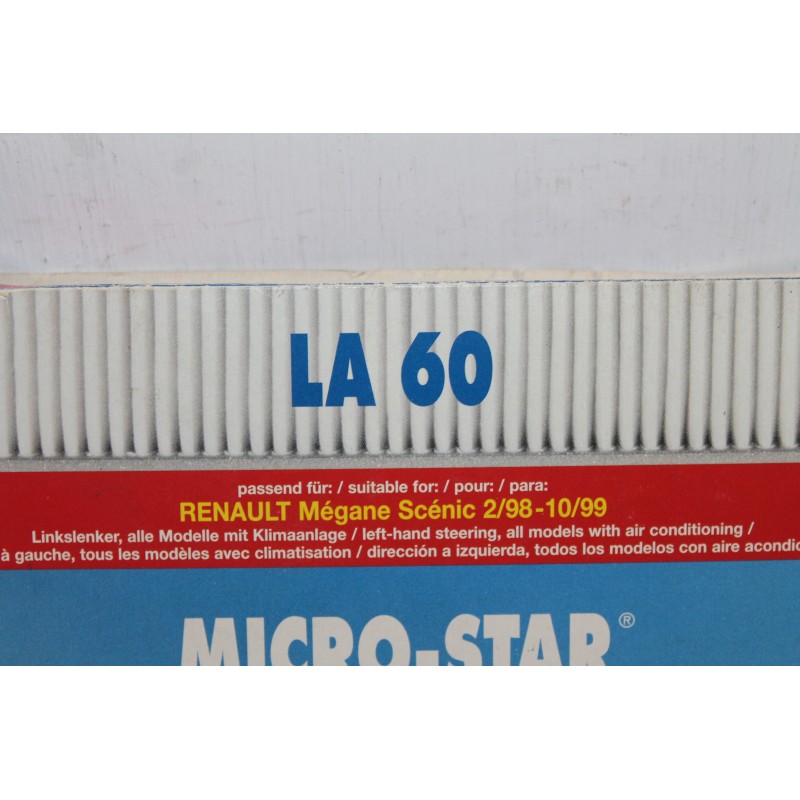 LA 60
passend für: / suitable for: / pour: / para:
RENAULT Mégane Scénic 2/98-10/99
Linkslenker, alle Modelle mit Klimaanlage / left-hand steering, all models with air conditioning /
à gauche, tous les modèles avec climatisation / dirección a izquierda, todos los modelos con aire
MICRO-STAR®